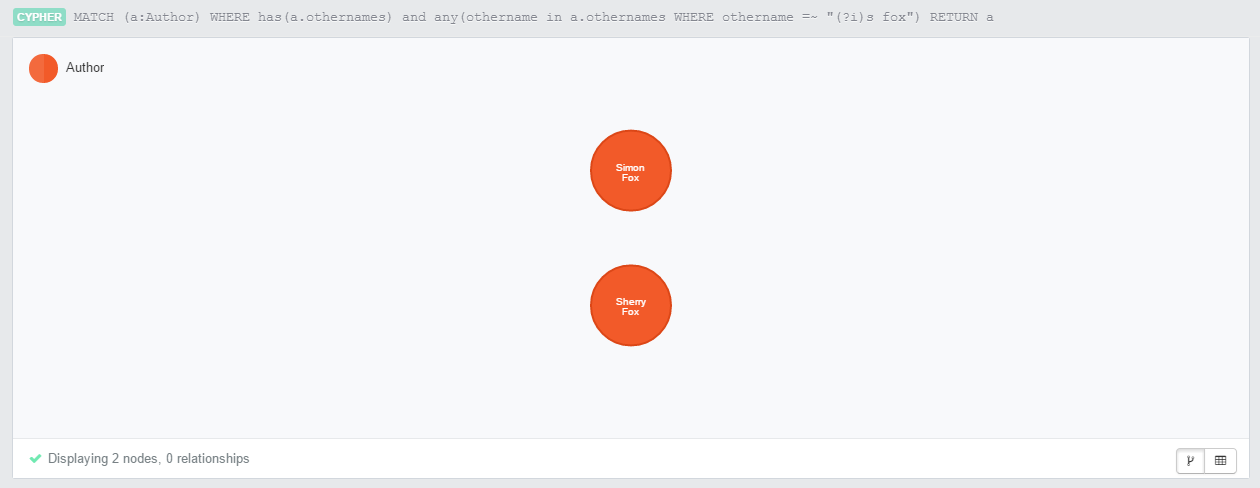 CYPHER MATCH (a:Author) WHERE has(a.othernames) and any(othername in a.othernames WHERE othername =~ "(?i)s fox") RETURN a
Author
Simon
Fox
Sherry
Fox
Displaying 2 nodes, 0 relationships